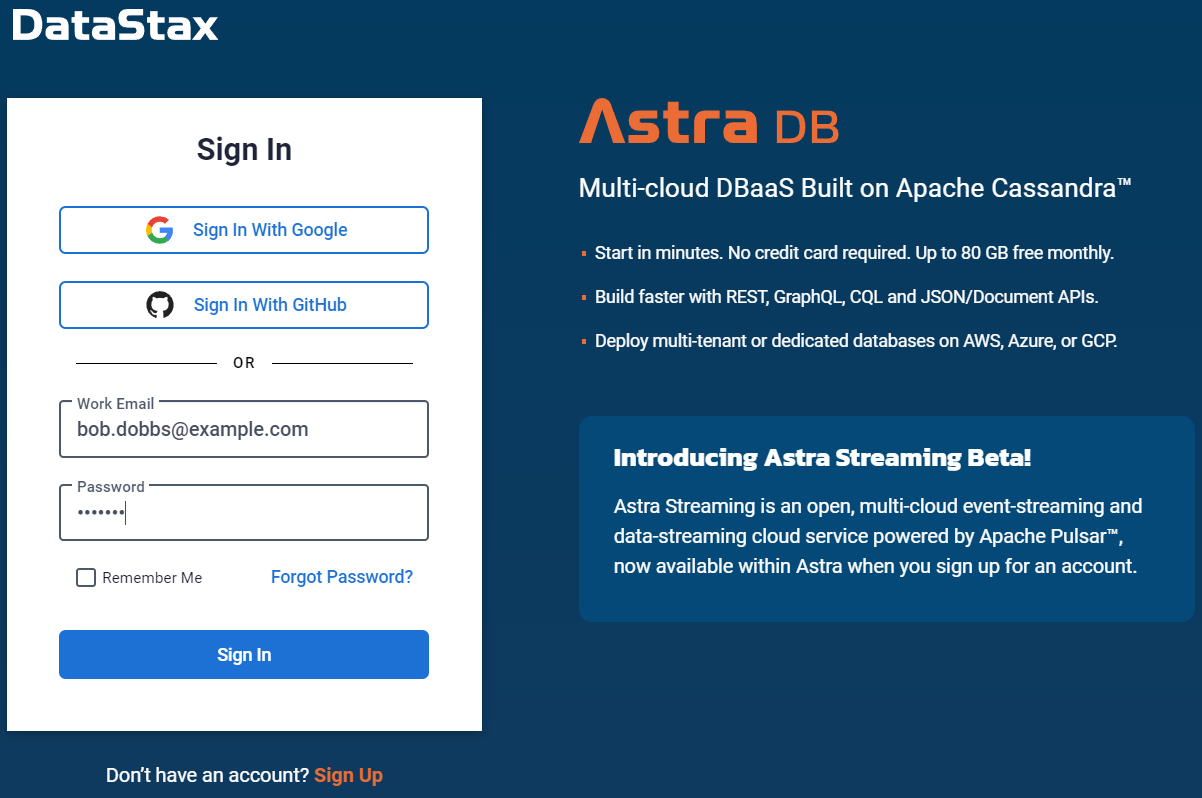 DataStax
Sign In
Sign In With Google
Sign In With GitHub
OR
Work Email
bob.dobbs@example.com
Password
•••••••
Remember Me
Forgot Password?
Sign In
Don’t have an account? Sign Up
Astra DB
Multi-cloud DBaaS Built on Apache Cassandra™
Start in minutes. No credit card required. Up to 80 GB free monthly.
Build faster with REST, GraphQL, CQL and JSON/Document APIs.
Deploy multi-tenant or dedicated databases on AWS, Azure, or GCP.
Introducing Astra Streaming Beta!
Astra Streaming is an open, multi-cloud event-streaming and
data-streaming cloud service powered by Apache Pulsar™,
now available within Astra when you sign up for an account.